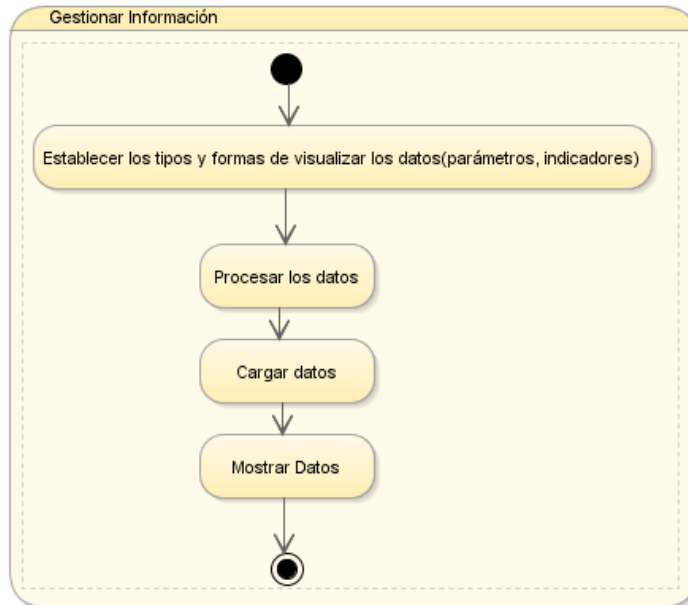 Gestionar Información
Establecer los tipos y formas de visualizar los datos(parámetros, indicadores)
Procesar los datos
Cargar datos
Mostrar Datos